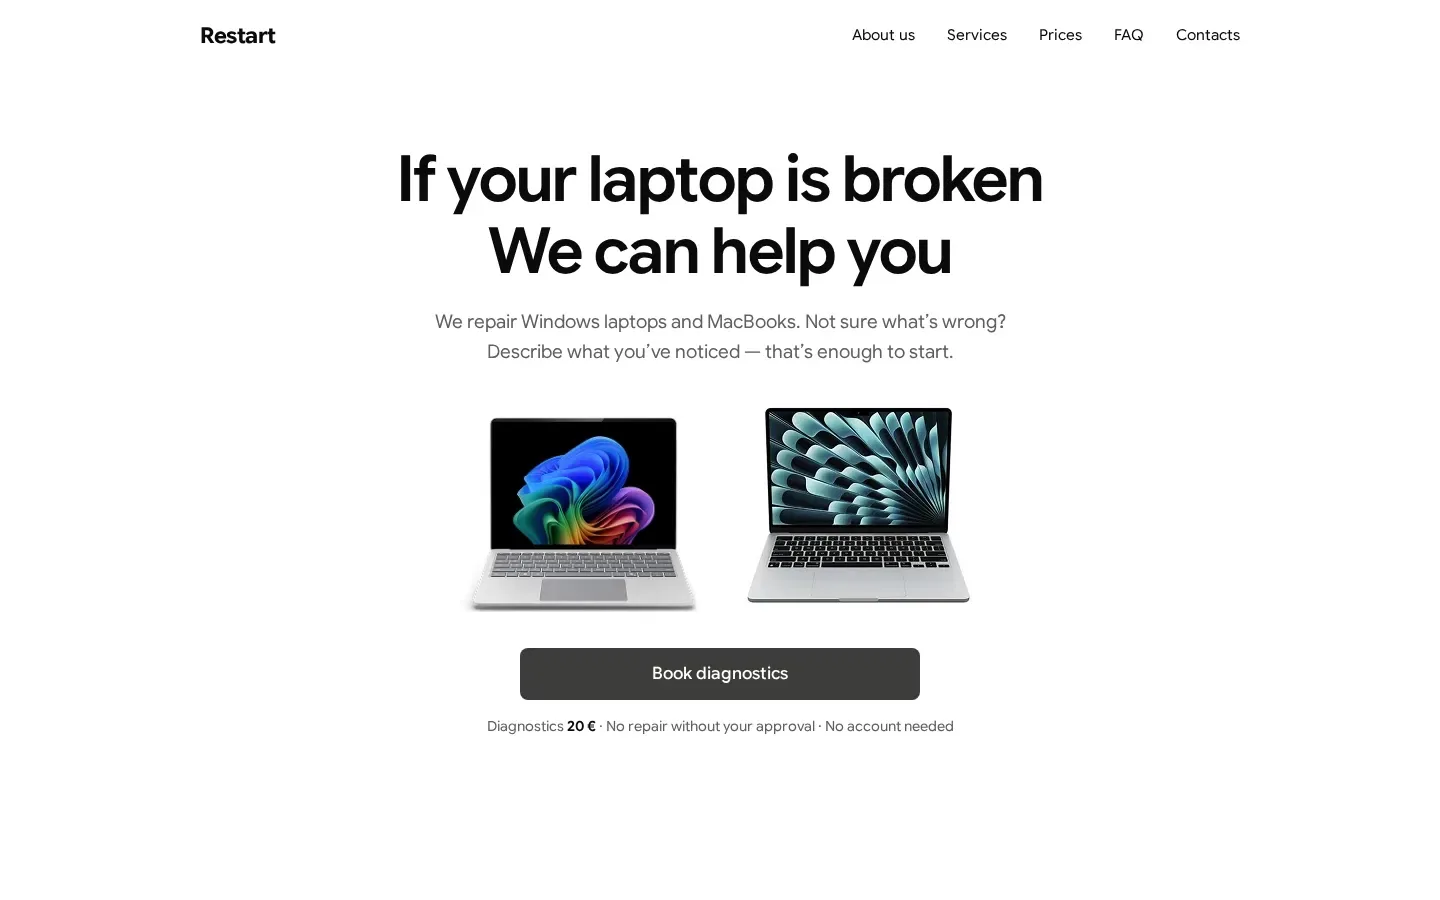 Restart
About us
Services
Prices
FAQ
Contacts
If your laptop is broken
We can help you
We repair Windows laptops and MacBooks. Not sure what’s wrong?
Describe what you’ve noticed — that’s enough to start.
Book diagnostics
Diagnostics 20 € · No repair without your approval · No account needed